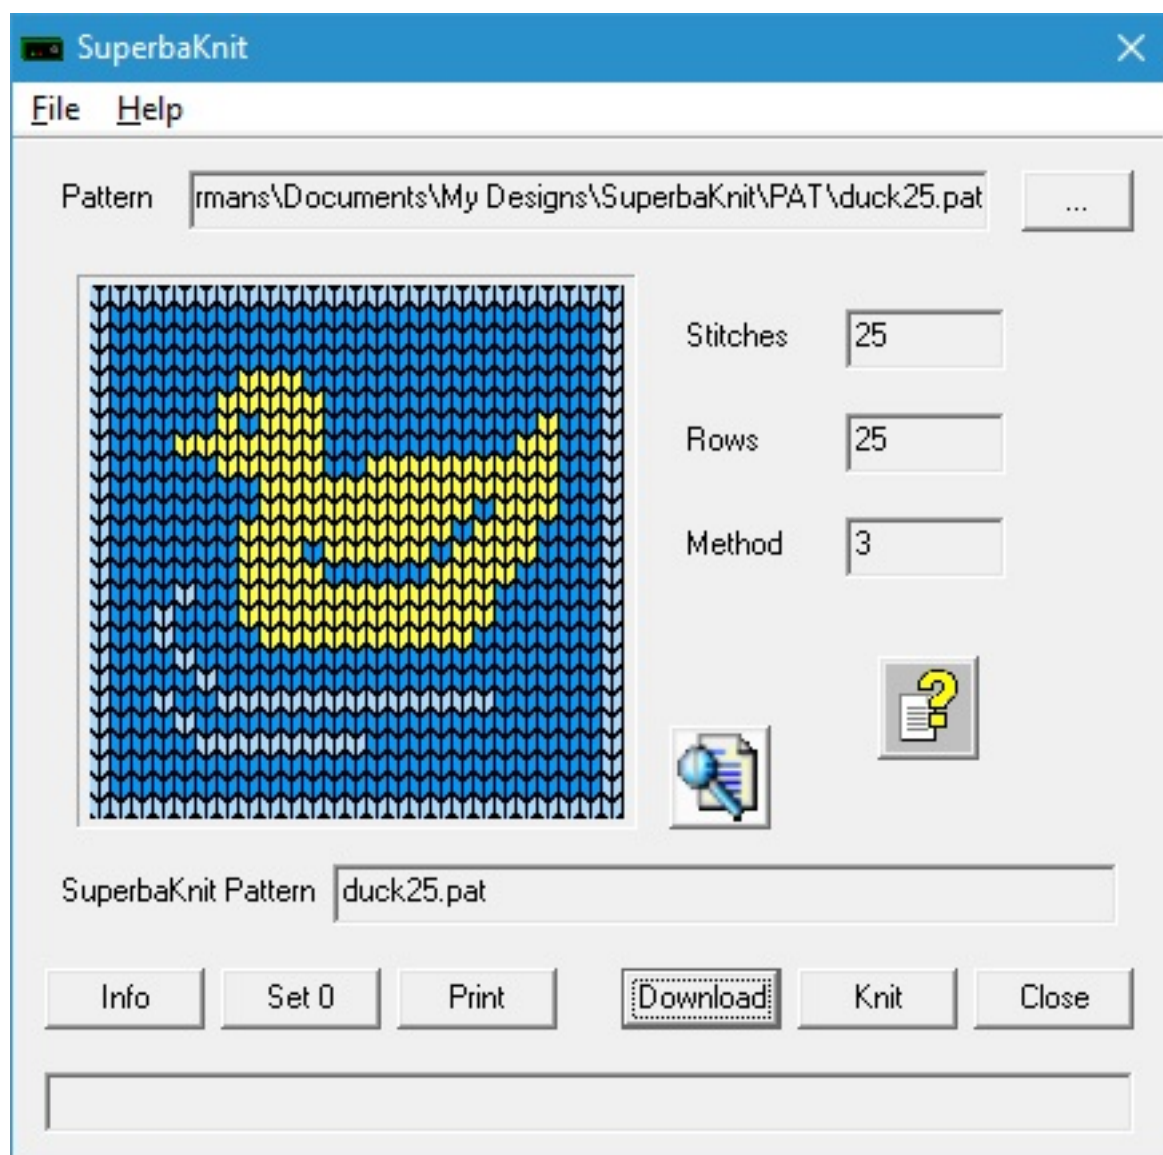 SuperbaKnit
File Help
Pattern rmans\Documents\My Designs\SuperbaKnit\PAT\duck25.pat ...
Stitches 25
Rows 25
Method 3
SuperbaKnit Pattern duck25.pat
Info Set 0 Print Download Knit Close